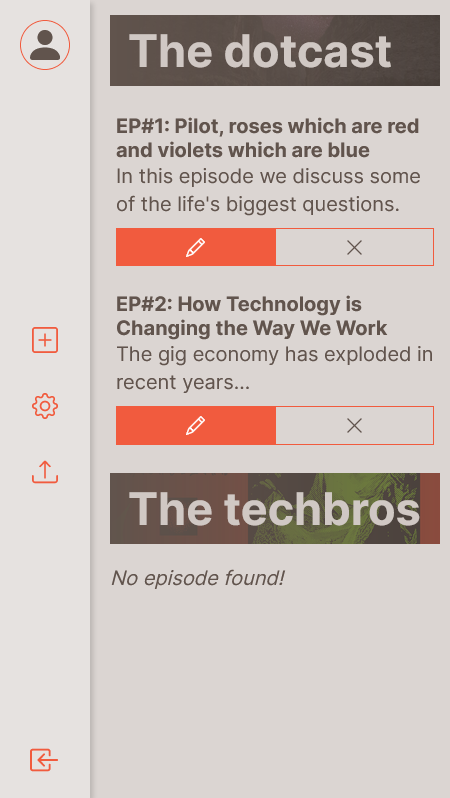 The dotcast
EP#1: Pilot, roses which are red
and violets which are blue
In this episode we discuss some
of the life's biggest questions.
EP#2: How Technology is
Changing the Way We Work
The gig economy has exploded in
recent years...
The techbros
No episode found!